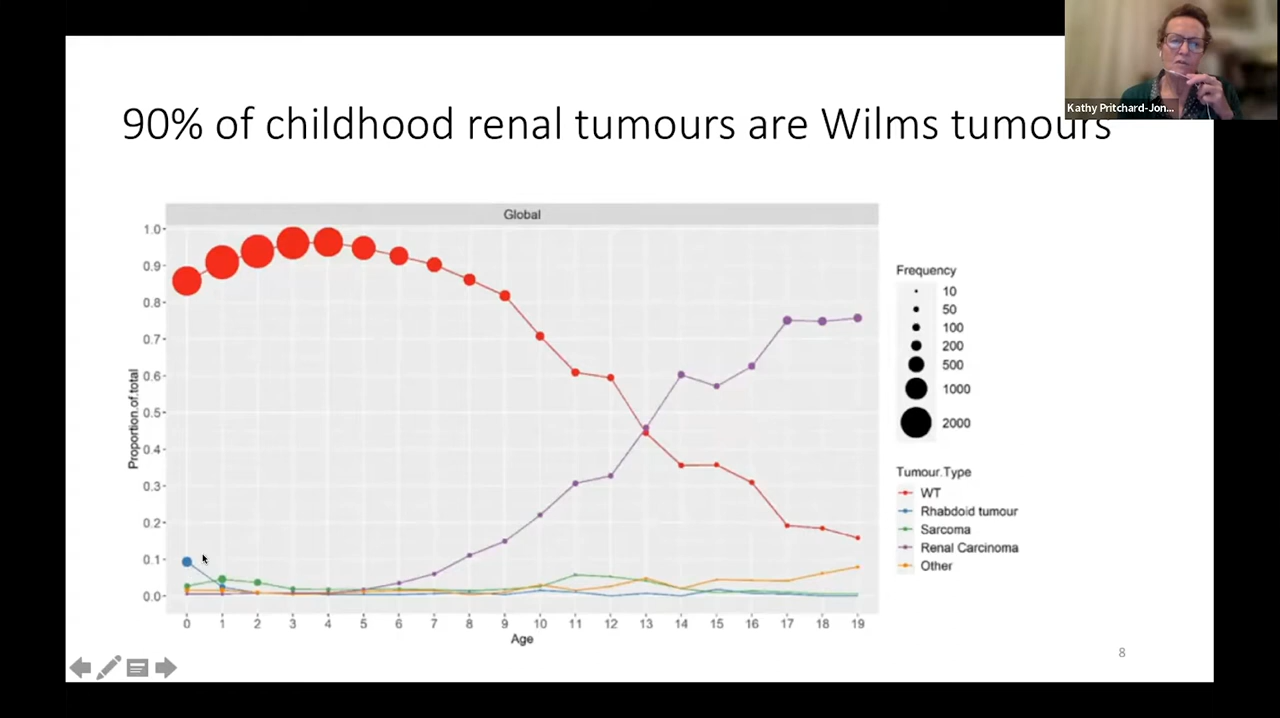 Kathy Pritchard-Jon...
90% of childhood renal tumours are Wilms tumours
Global
Proportion.of.total
1.0
0.9
0.8
0.7
0.6
0.5
0.4
0.3
0.2
0.1
0.0
0 1 2 3 4 5 6 7 8 9 10 11 12 13 14 15 16 17 18 19
Age
Frequency
10
50
100
200
500
1000
2000
Tumour.Type
WT
Rhabdoid tumour
Sarcoma
Renal Carcinoma
Other
8